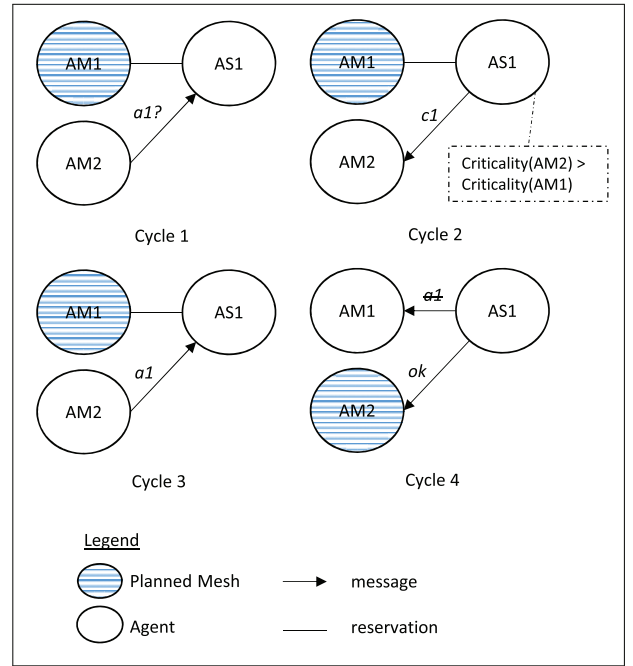 AM1
AS1
a1?
AM2
Cycle 1
AM1
AS1
c1
AM2
Criticality(AM2) >
Criticality(AM1)
Cycle 2
AM1
AS1
a1
AM2
Cycle 3
AM1
a1
AS1
ok
AM2
Cycle 4
Legend
Planned Mesh
message
Agent
reservation